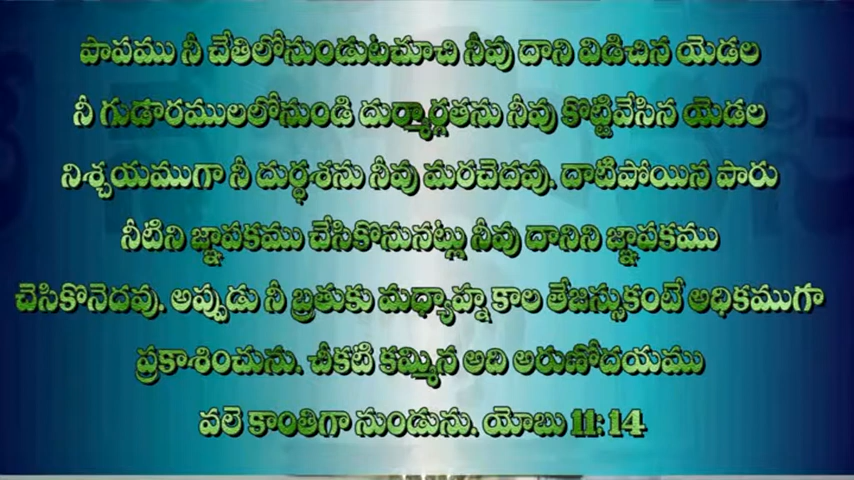 పాపము నీ చేతిలోనుండుటచూచి నీవు దాని విడిచిన యెడల
నీ గుడారములలోనుండి దుర్మార్గతను నీవు కొట్టివేసిన యెడల
నిశ్చయముగా నీ దుర్దశను నీవు మరచెదవు. దాటిపోయిన పారు
నీటిని జ్ఞాపకము చేసికొనునట్లు నీవు దానిని జ్ఞాపకము
చెసికొనెదవు. అప్పుడు నీ బ్రతుకు మధ్యాహ్న కాల తేజస్సుకంటే అధికముగా
ప్రకాశించును. చీకటి కమ్మిన అది అరుణోదయము
వలె కాంతిగా నుండును. యోబు 11:14